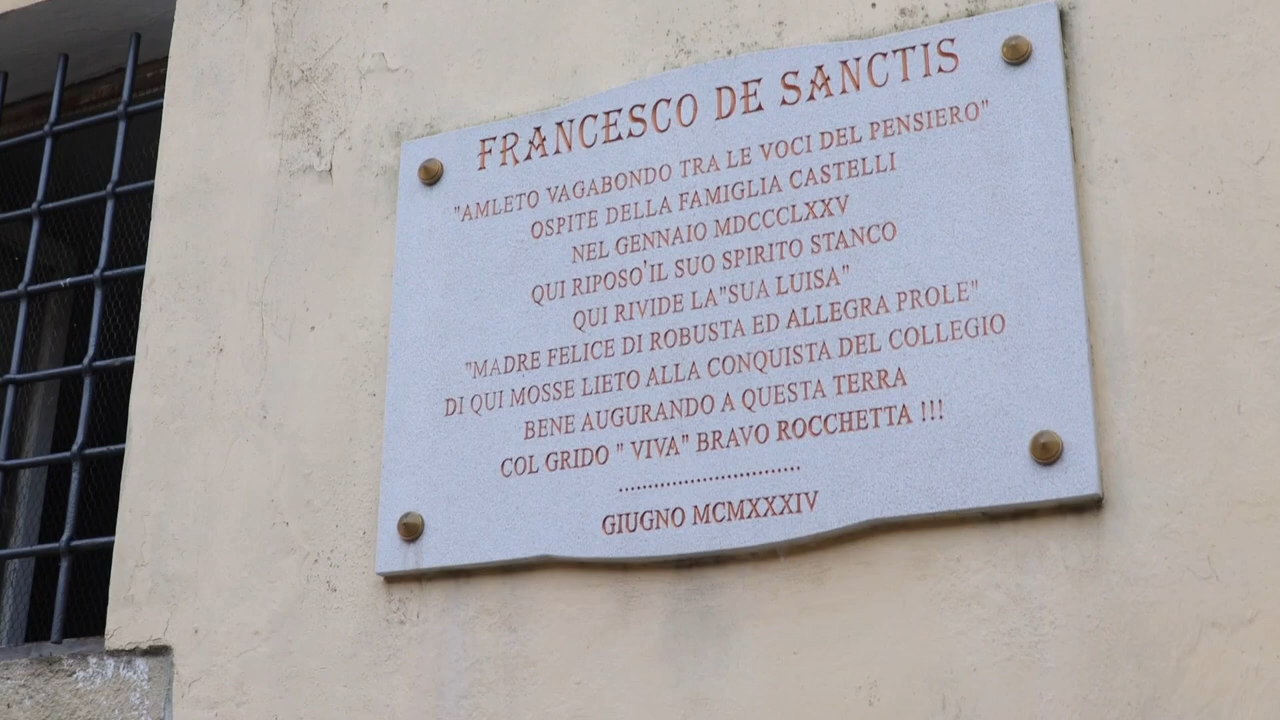 FRANCESCO DE SANCTIS
"AMLETO VAGABONDO TRA LE VOCI DEL PENSIERO"
OSPITE DELLA FAMIGLIA CASTELLI
NEL GENNAIO MDCCCLXXV
QUI RIPOSO'IL SUO SPIRITO STANCO
QUI RIVIDE LA"SUA LUISA"
"MADRE FELICE DI ROBUSTA ED ALLEGRA PROLE"
DI QUI MOSSE LIETO ALLA CONQUISTA DEL COLLEGIO
BENE AUGURANDO A QUESTA TERRA
COL GRIDO " VIVA" BRAVO ROCCHETTA !!!
............................
GIUGNO MCMXXXIV